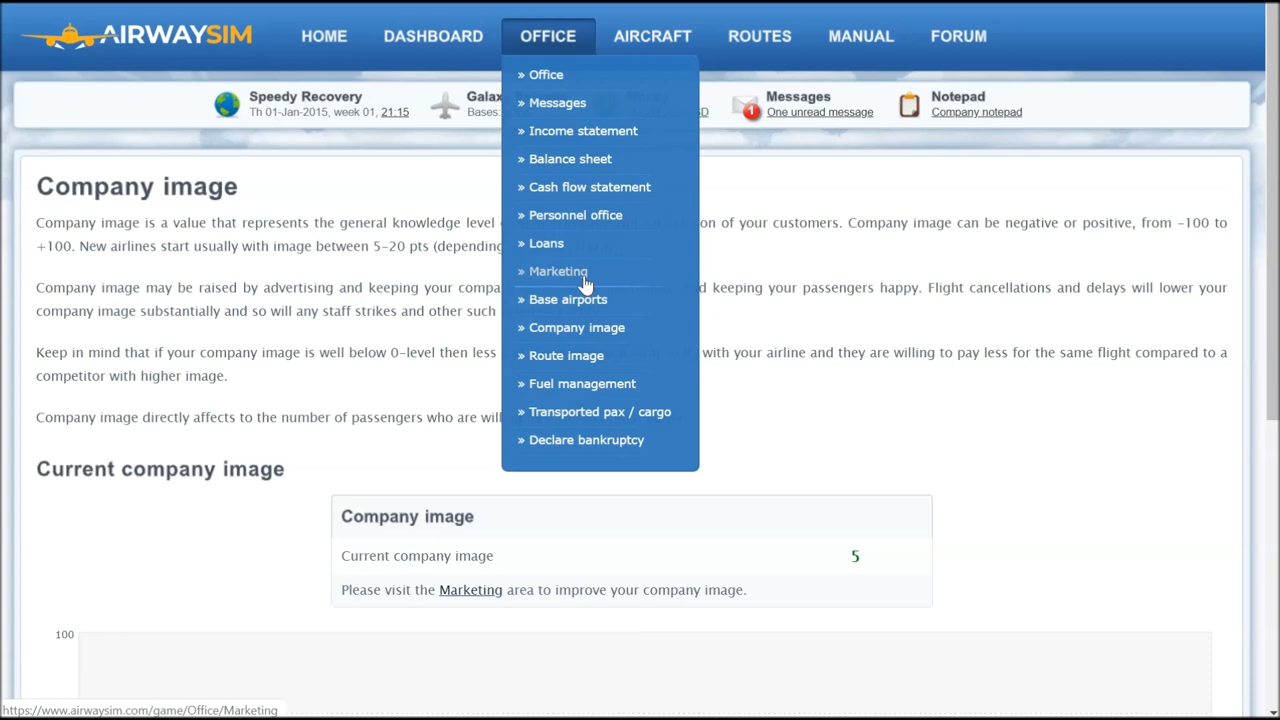 AIRWAYSIM
HOME DASHBOARD OFFICE AIRCRAFT ROUTES MANUAL FORUM
» Office
» Messages
» Income statement
» Balance sheet
» Cash flow statement
» Personnel office
» Loans
» Marketing
» Base airports
» Company image
» Route image
» Fuel management
» Transported pax / cargo
» Declare bankruptcy
Speedy Recovery
Th 01-Jan-2015, week 01, 21:15
Bases:
1
Messages
One unread message
Notepad
Company notepad
Company image
Company image is a value that represents the general knowledge level on of your customers. Company image can be negative or positive, from -100 to
+100. New airlines start usually with image between 5-20 pts
Company image may be raised by advertising and keeping your keeping your passengers happy. Flight cancellations and delays will lower your
company image substantially and so will any staff strikes and other such
Keep in mind that if your company image is well below 0-level then less with your airline and they are willing to pay less for the same flight compared to a
competitor with higher image.
Company image directly affects to the number of passengers who are
Current company image
Company image
Current company image 5
Please visit the Marketing area to improve your company image.
100
https://www.airwaysim.com/game/Office/Marketing